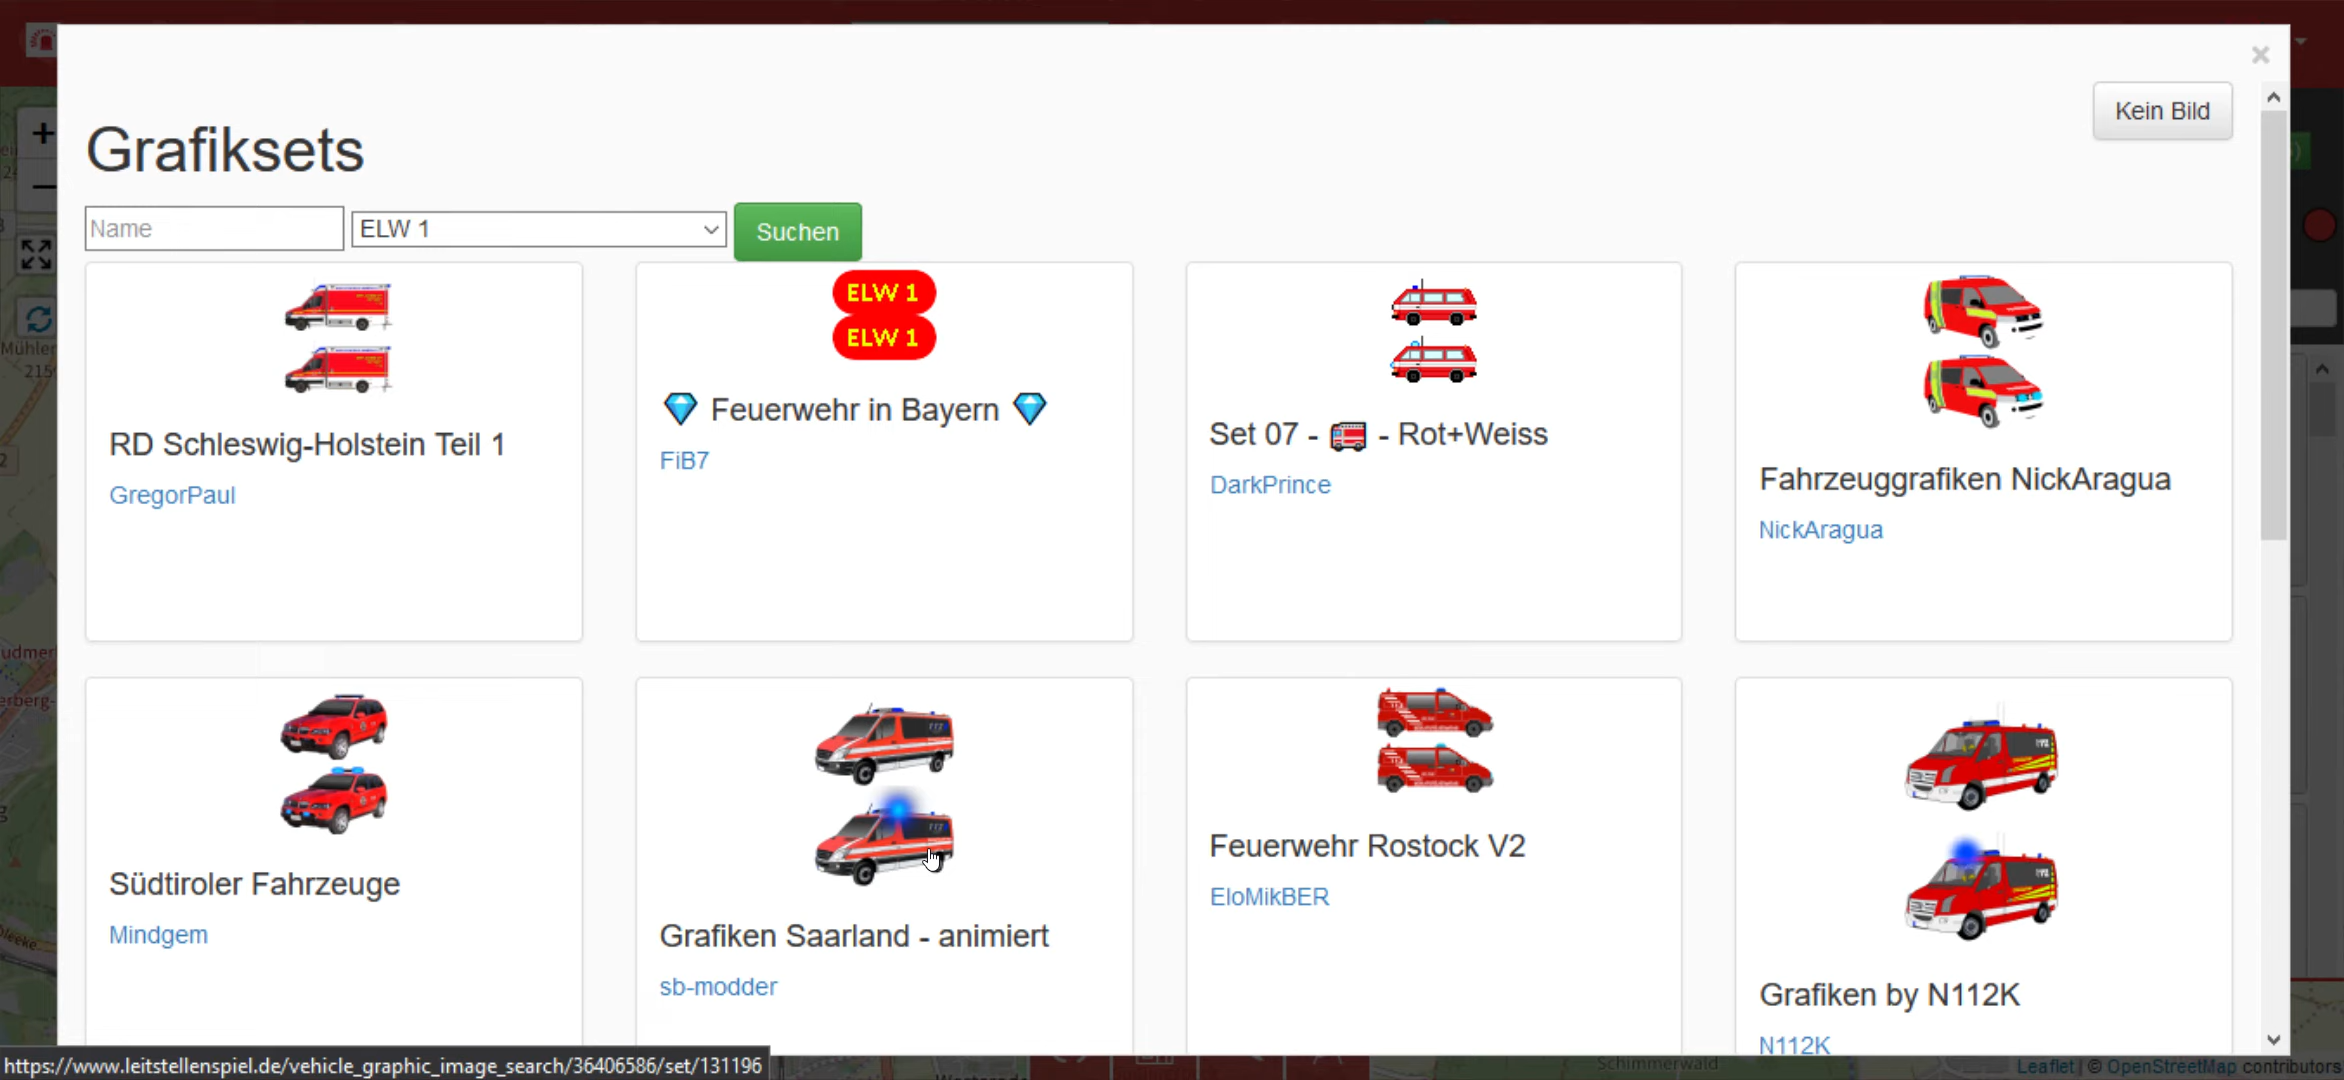 Kein Bild
Grafiksets
Name
ELW 1
Suchen
RD Schleswig-Holstein Teil 1
GregorPaul
ELW 1
ELW 1
💎 Feuerwehr in Bayern 💎
FiB7
Set 07 - 🚒 - Rot+Weiss
DarkPrince
Fahrzeuggrafiken NickAragua
NickAragua
Südtiroler Fahrzeuge
Mindgem
Grafiken Saarland - animiert
sb-modder
Feuerwehr Rostock V2
EloMikBER
Grafiken by N112K
N112K
https://www.leitstellenspiel.de/vehicle_graphic_image_search/36406586/set/131196
Schimmerwald
Leaflet | © OpenStreetMap contributors